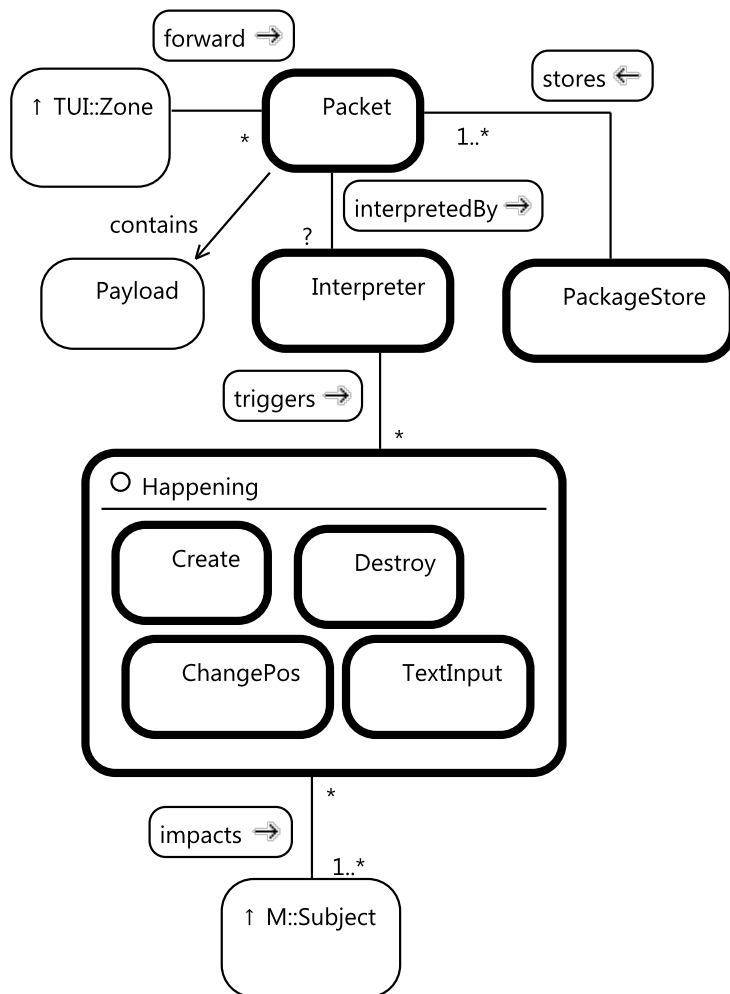 forward →
stores ←
↑ TUI::Zone
Packet
*
1..*
interpretedBy →
contains
?
Payload
Interpreter
PackageStore
triggers →
*
Happening
Create
Destroy
ChangePos
TextInput
*
impacts →
1..*
↑ M::Subject